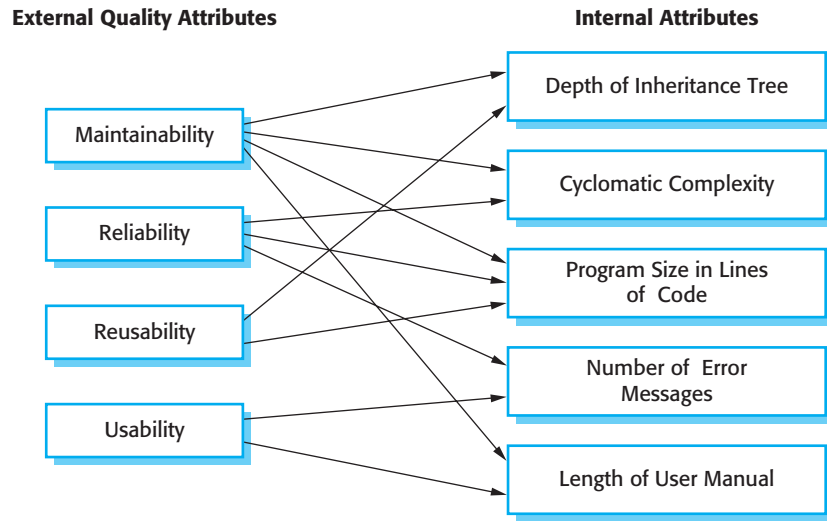 External Quality Attributes
Internal Attributes
Maintainability
Reliability
Reusability
Usability
Depth of Inheritance Tree
Cyclomatic Complexity
Program Size in Lines
of Code
Number of Error
Messages
Length of User Manual